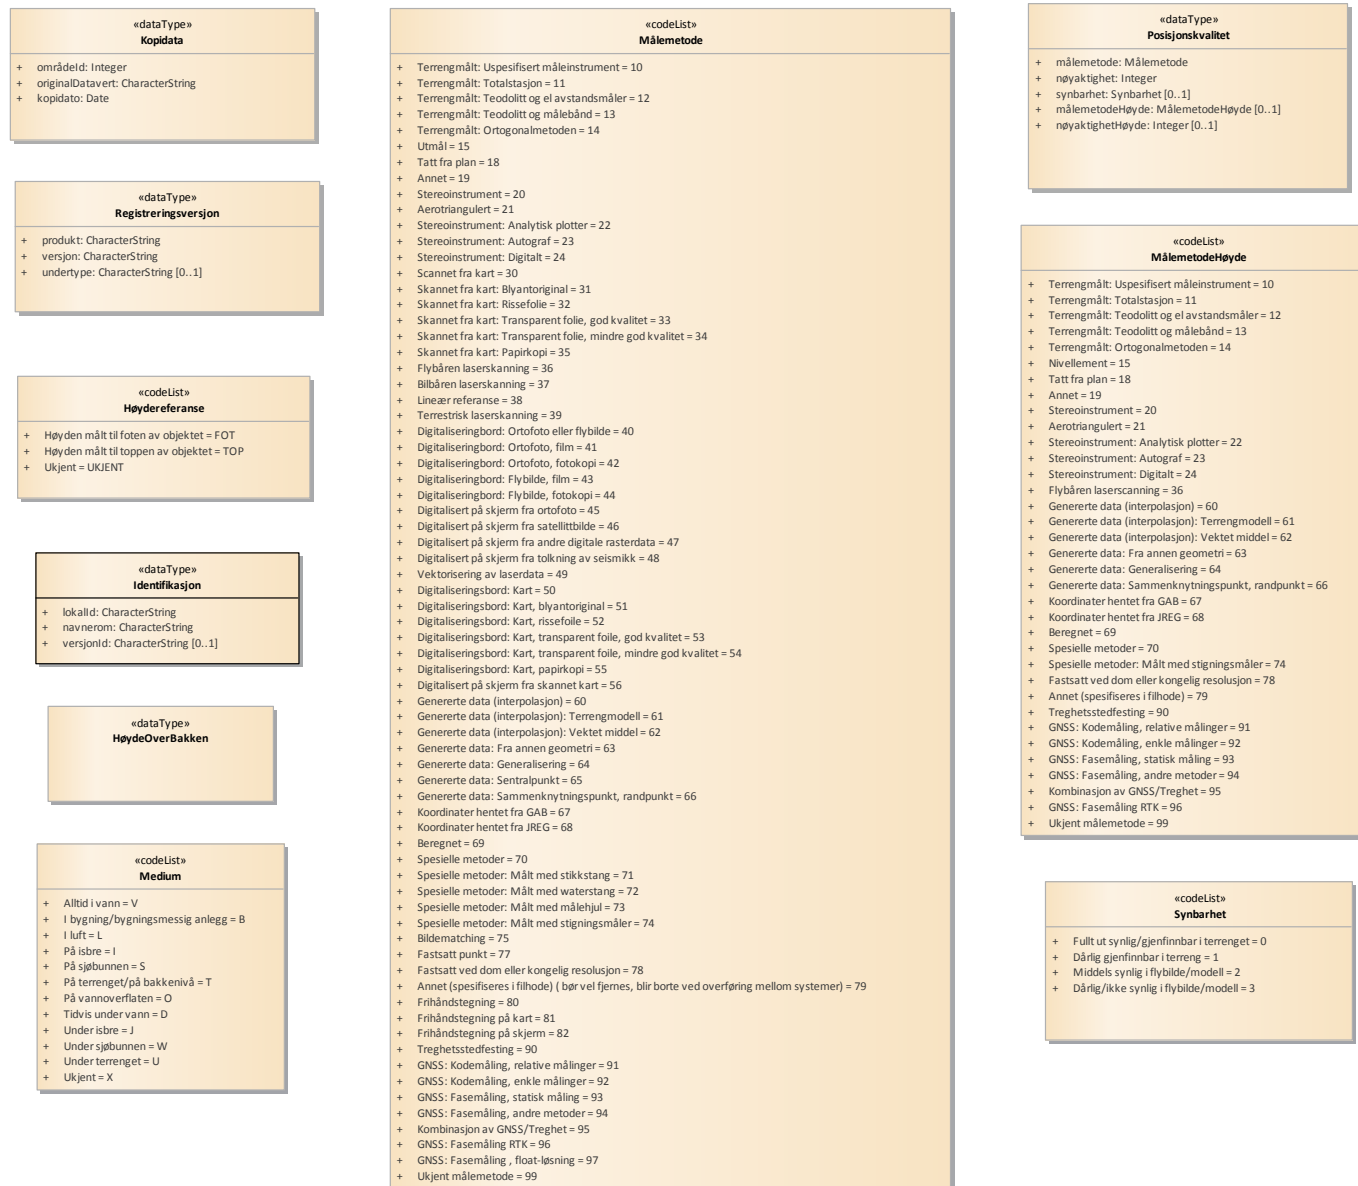 «dataType»
Kopidata
+ områdeId: Integer
+ originalDatavert: CharacterString
+ kopidato: Date
«dataType»
Registreringsversjon
+ produkt: CharacterString
+ versjon: CharacterString
+ undertype: CharacterString [0..1]
«codeList»
Høydereferanse
+ Høyden målt til foten av objektet = FOT
+ Høyden målt til toppen av objektet = TOP
+ Ukjent = UKJENT
«dataType»
Identifikasjon
+ lokalId: CharacterString
+ navnerom: CharacterString
+ versjonId: CharacterString [0..1]
«dataType»
HøydeOverBakken
«codeList»
Medium
+ Alltid i vann = V
+ I bygning/bygningsmessig anlegg = B
+ I luft = L
+ På isbre = I
+ På sjøbunnen = S
+ På terrenget/på bakkenivå = T
+ På vannoverflaten = O
+ Tidvis under vann = D
+ Under isbre = J
+ Under sjøbunnen = W
+ Under terrenget = U
+ Ukjent = X
«codeList»
Målemetode
+ Terrengmålt: Uspesifisert måleinstrument = 10
+ Terrengmålt: Totalstasjon = 11
+ Terrengmålt: Teodolitt og el avstandsmåler = 12
+ Terrengmålt: Teodolitt og målebånd = 13
+ Terrengmålt: Ortogonalmetoden = 14
+ Utmål = 15
+ Tatt fra plan = 18
+ Annet = 19
+ Stereoinstrument = 20
+ Aerotriangulert = 21
+ Stereoinstrument: Analytisk plotter = 22
+ Stereoinstrument: Autograf = 23
+ Stereoinstrument: Digitalt = 24
+ Scannet fra kart = 30
+ Skannet fra kart: Blyantoriginal = 31
+ Skannet fra kart: Rissefolie = 32
+ Skannet fra kart: Transparent folie, god kvalitet = 33
+ Skannet fra kart: Transparent folie, mindre god kvalitet = 34
+ Skannet fra kart: Papirkopi = 35
+ Flybåren laserskanning = 36
+ Bilbåren laserskanning = 37
+ Lineær referanse = 38
+ Terrestrisk laserskanning = 39
+ Digitaliseringbord: Ortofoto eller flybilde = 40
+ Digitaliseringbord: Ortofoto, film = 41
+ Digitaliseringbord: Ortofoto, fotokopi = 42
+ Digitaliseringbord: Flybilde, film = 43
+ Digitaliseringbord: Flybilde, fotokopi = 44
+ Digitalisert på skjerm fra ortofoto = 45
+ Digitalisert på skjerm fra satellittbilde = 46
+ Digitalisert på skjerm fra andre digitale rasterdata = 47
+ Digitalisert på skjerm fra tolkning av seismikk = 48
+ Vektorisering av laserdata = 49
+ Digitaliseringsbord: Kart = 50
+ Digitaliseringsbord: Kart, blyantoriginal = 51
+ Digitaliseringsbord: Kart, rissefoile = 52
+ Digitaliseringsbord: Kart, transparent foile, god kvalitet = 53
+ Digitaliseringsbord: Kart, transparent foile, mindre god kvalitet = 54
+ Digitaliseringsbord: Kart, papirkopi = 55
+ Digitalisert på skjerm fra skannet kart = 56
+ Genererte data (interpolasjon) = 60
+ Genererte data (interpolasjon): Terrengmodell = 61
+ Genererte data (interpolasjon): Vektet middel = 62
+ Genererte data: Fra annen geometri = 63
+ Genererte data: Generalisering = 64
+ Genererte data: Sentralpunkt = 65
+ Genererte data: Sammenknytningspunkt, randpunkt = 66
+ Koordinater hentet fra GAB = 67
+ Koordinater hentet fra JREG = 68
+ Beregnet = 69
+ Spesielle metoder = 70
+ Spesielle metoder: Målt med stikkstang = 71
+ Spesielle metoder: Målt med waterstang = 72
+ Spesielle metoder: Målt med målehjul = 73
+ Spesielle metoder: Målt med stigningsmåler = 74
+ Bildematching = 75
+ Fastsatt punkt = 77
+ Fastsatt ved dom eller kongelig resolusjon = 78
+ Annet (spesifiseres i filhode) ( bør vel fjernes, blir borte ved overføring mellom systemer) = 79
+ Frihåndstegning = 80
+ Frihåndstegning på kart = 81
+ Frihåndstegning på skjerm = 82
+ Treghetsstedfesting = 90
+ GNSS: Kodemåling, relative målinger = 91
+ GNSS: Kodemåling, enkle målinger = 92
+ GNSS: Fasemåling, statisk måling = 93
+ GNSS: Fasemåling, andre metoder = 94
+ Kombinasjon av GNSS/Treghet = 95
+ GNSS: Fasemåling RTK = 96
+ GNSS: Fasemåling , float-løsning = 97
+ Ukjent målemetode = 99
«dataType»
Posisjonskvalitet
+ målemetode: Målemetode
+ nøyaktighet: Integer
+ synbarhet: Synbarhet [0..1]
+ målemetodeHøyde: MålemetodeHøyde [0..1]
+ nøyaktighetHøyde: Integer [0..1]
«codeList»
MålemetodeHøyde
+ Terrengmålt: Uspesifisert måleinstrument = 10
+ Terrengmålt: Totalstasjon = 11
+ Terrengmålt: Teodolitt og el avstandsmåler = 12
+ Terrengmålt: Teodolitt og målebånd = 13
+ Terrengmålt: Ortogonalmetoden = 14
+ Nivellement = 15
+ Tatt fra plan = 18
+ Annet = 19
+ Stereoinstrument = 20
+ Aerotriangulert = 21
+ Stereoinstrument: Analytisk plotter = 22
+ Stereoinstrument: Autograf = 23
+ Stereoinstrument: Digitalt = 24
+ Flybåren laserscanning = 36
+ Genererte data (interpolasjon) = 60
+ Genererte data (interpolasjon): Terrengmodell = 61
+ Genererte data (interpolasjon): Vektet middel = 62
+ Genererte data: Fra annen geometri = 63
+ Genererte data: Generalisering = 64
+ Genererte data: Sammenknytningspunkt, randpunkt = 66
+ Koordinater hentet fra GAB = 67
+ Koordinater hentet fra JREG = 68
+ Beregnet = 69
+ Spesielle metoder = 70
+ Spesielle metoder: Målt med stigningsmåler = 74
+ Fastsatt ved dom eller kongelig resolusjon = 78
+ Annet (spesifiseres i filhode) = 79
+ Treghetsstedfesting = 90
+ GNSS: Kodemåling, relative målinger = 91
+ GNSS: Kodemåling, enkle målinger = 92
+ GNSS: Fasemåling, statisk måling = 93
+ GNSS: Fasemåling, andre metoder = 94
+ Kombinasjon av GNSS/Treghet = 95
+ GNSS: Fasemåling RTK = 96
+ Ukjent målemetode = 99
«codeList»
Synbarhet
+ Fullt ut synlig/gjenfinnbar i terrenget = 0
+ Dårlig gjenfinnbar i terreng = 1
+ Middels synlig i flybilde/modell = 2
+ Dårlig/ikke synlig i flybilde/modell = 3